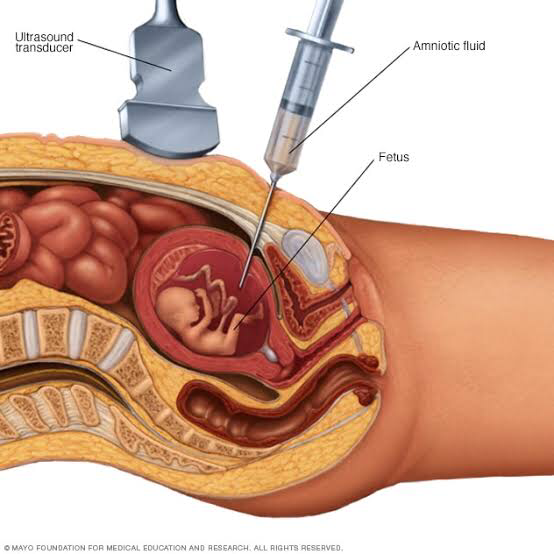 Ultrasound
transducer
Amniotic fluid
Fetus
© MAYO FOUNDATION FOR MEDICAL EDUCATION AND RESEARCH. ALL RIGHTS RESERVED.